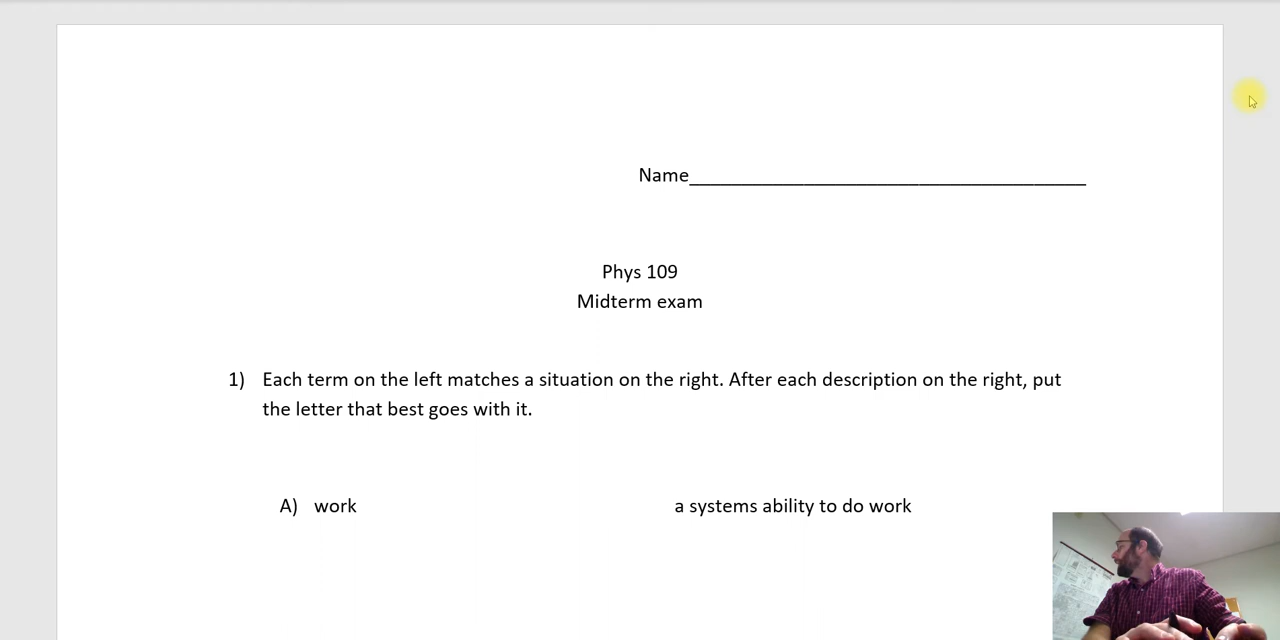 Name______________________________________
Phys 109
Midterm exam
1) Each term on the left matches a situation on the right. After each description on the right, put
the letter that best goes with it.
A) work a systems ability to do work